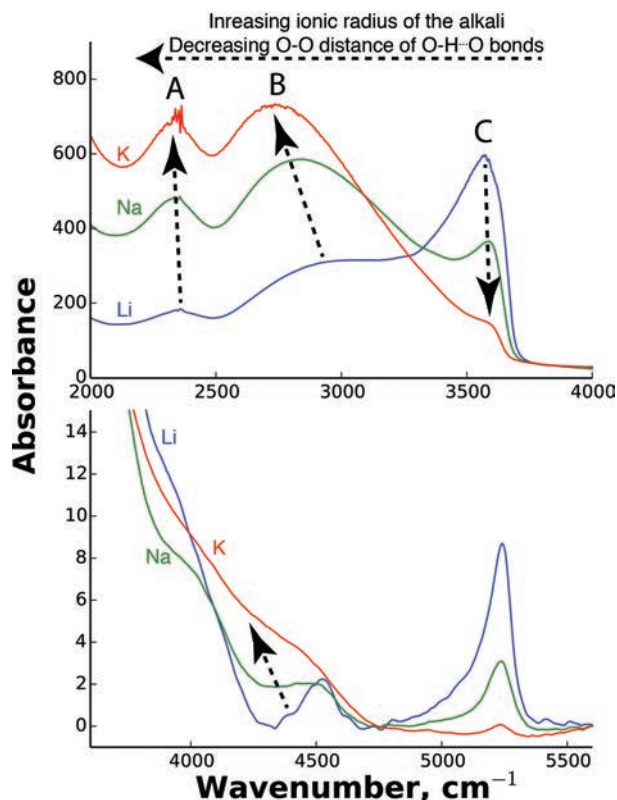 Inreasing ionic radius of the alkali
Decreasing O-O distance of O-H···O bonds
A
B
C
K
Na
Li
800
600
400
200
0
2000
2500
3000
3500
4000
Absorbance
Li
K
Na
14
12
10
8
6
4
2
0
4000
4500
5000
5500
Wavenumber, cm⁻¹